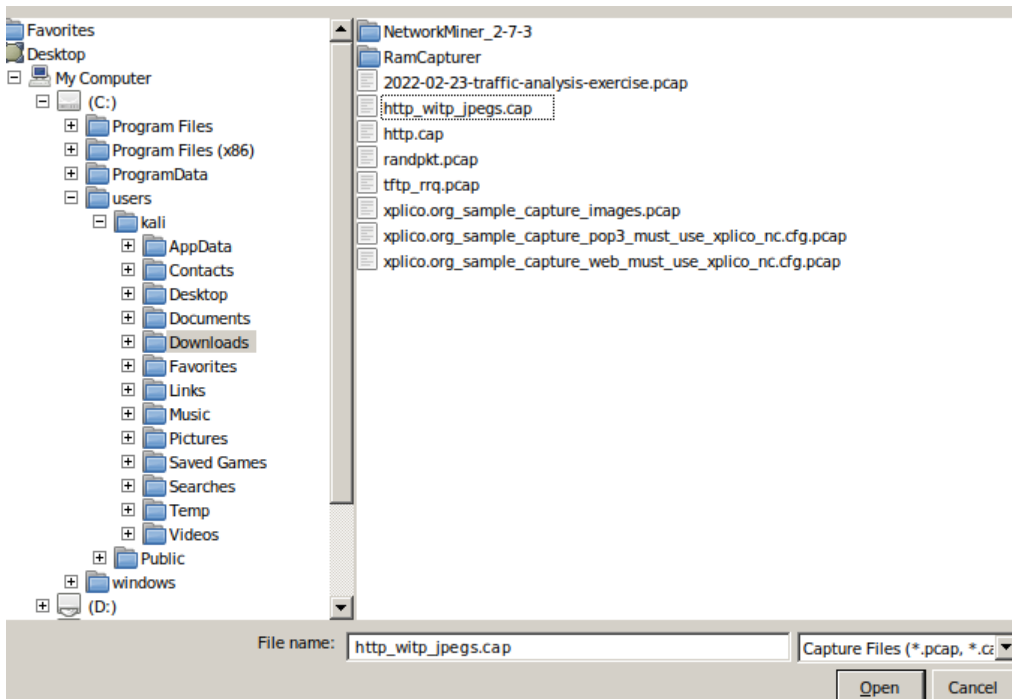 Favorites
Desktop
My Computer
(C:)
Program Files
Program Files (x86)
ProgramData
users
kali
AppData
Contacts
Desktop
Documents
Downloads
Favorites
Links
Music
Pictures
Saved Games
Searches
Temp
Videos
Public
windows
(D:)
NetworkMiner_2-7-3
RamCapturer
2022-02-23-traffic-analysis-exercise.pcap
http_witp_jpegs.cap
http.cap
randpkt.pcap
tftp_rrq.pcap
xplico.org_sample_capture_images.pcap
xplico.org_sample_capture_pop3_must_use_xplico_nc.cfg.pcap
xplico.org_sample_capture_web_must_use_xplico_nc.cfg.pcap
File name: http_witp_jpegs.cap Capture Files (*.pcap, *.ca
Open Cancel